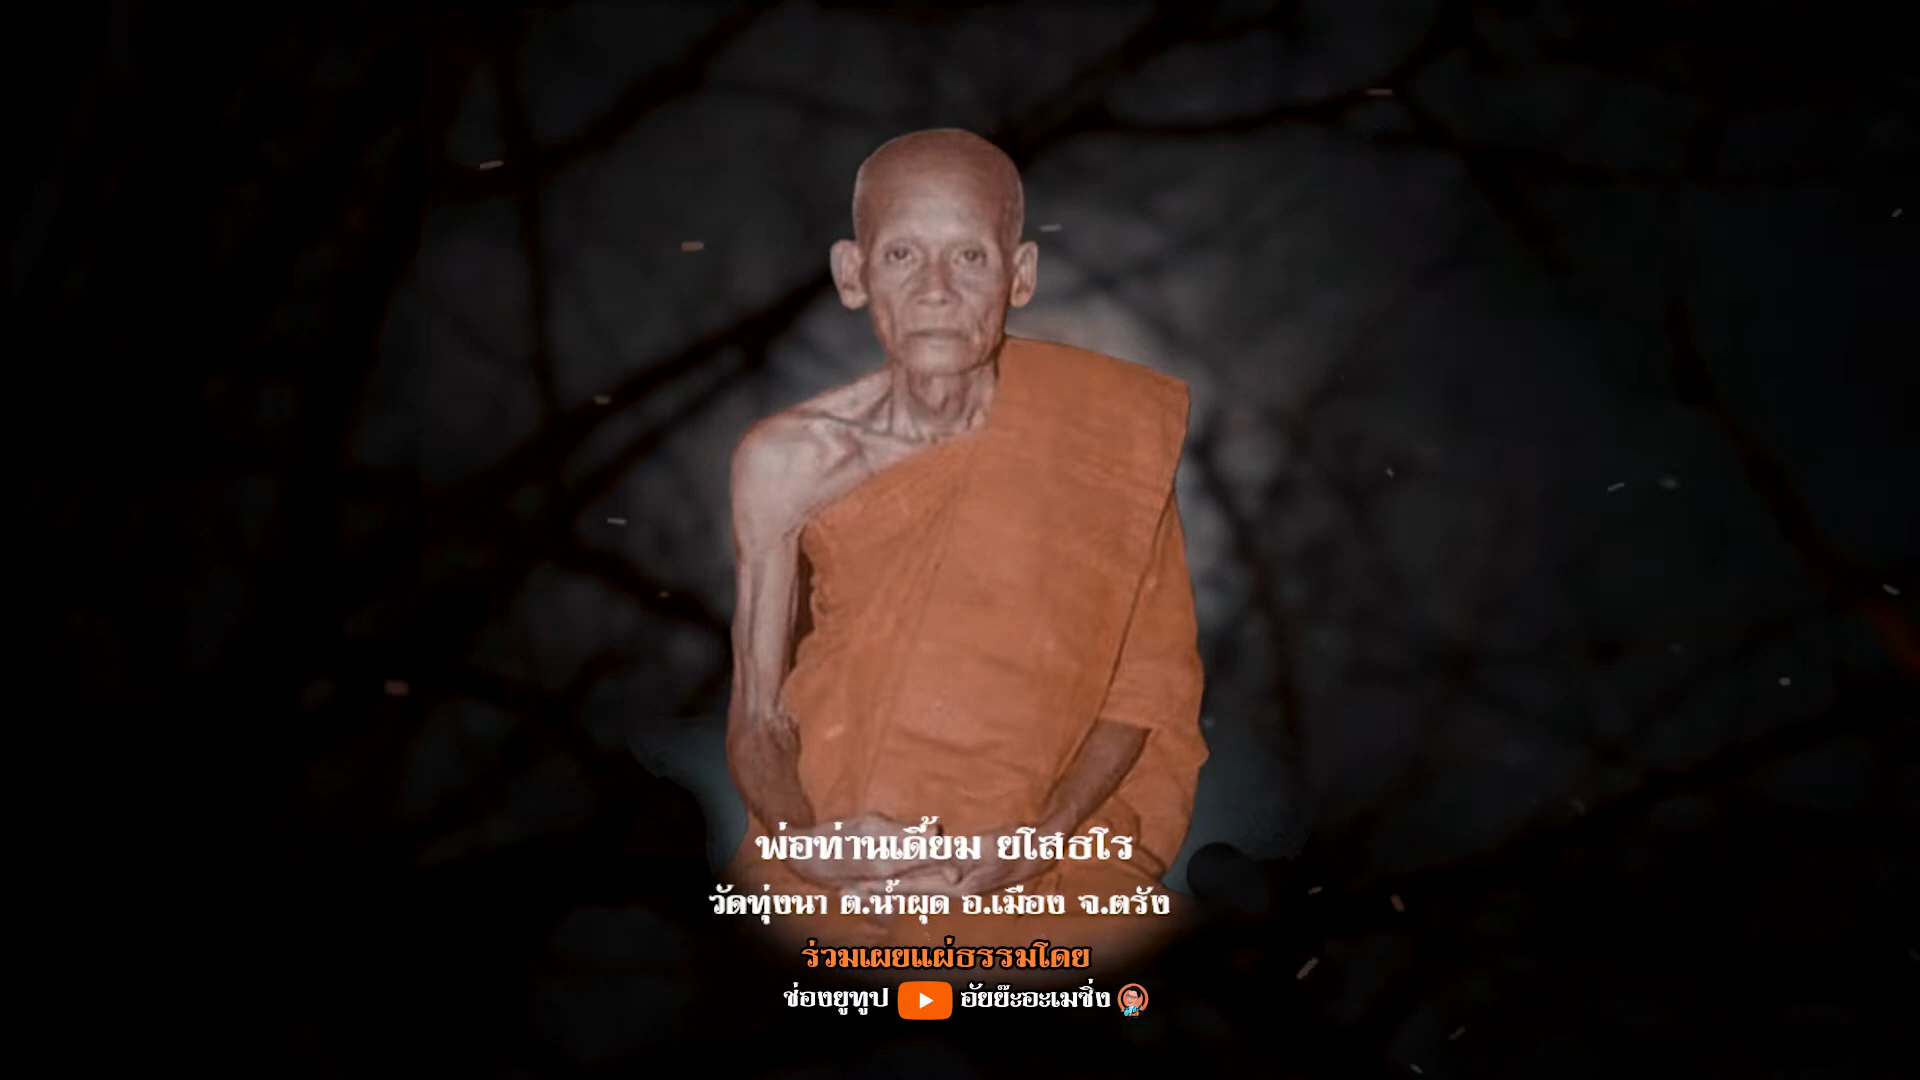 พ่อท่านเดี้ยม ยโสธโร
วัดทุ่งนา ต.น้ำผุด อ.เมือง จ.ตรัง
ร่วมเผยแผ่ธรรมโดย
ช่องยูทูป อัยย๊ะอะเมซิ่ง